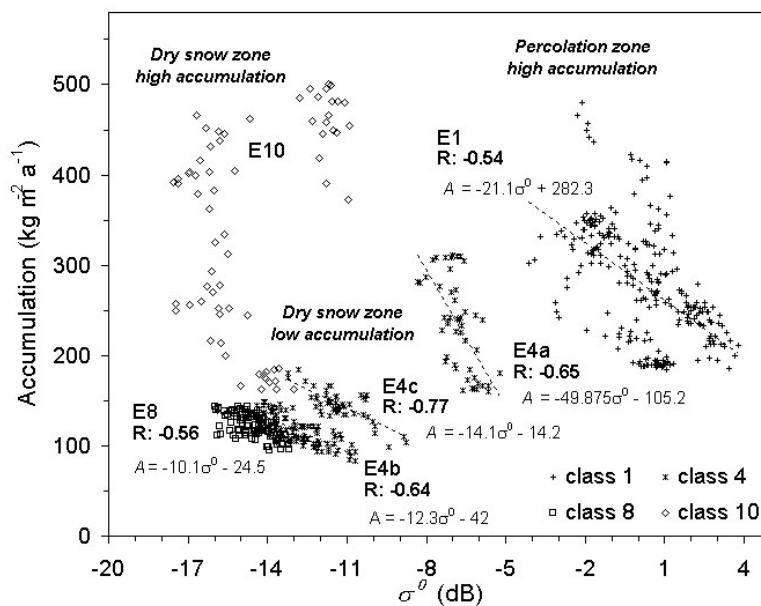 Dry snow zone
high accumulation
Percolation zone
high accumulation
E10
E1
R: -0.54
A = -21.1σ⁰ + 282.3
Dry snow zone
low accumulation
E4a
R: -0.65
A = -49.875σ⁰ - 105.2
E4c
R: -0.77
A = -14.1σ⁰ - 14.2
E8
R: -0.56
A = -10.1σ⁰ - 24.5
E4b
R: -0.64
A = -12.3σ⁰ - 42
+ class 1
class 4
class 8
class 10
Accumulation (kg m⁻² a⁻¹)
500
400
300
200
100
0
-20
-17
-14
-11
-8
-5
-2
1
4
σ⁰ (dB)